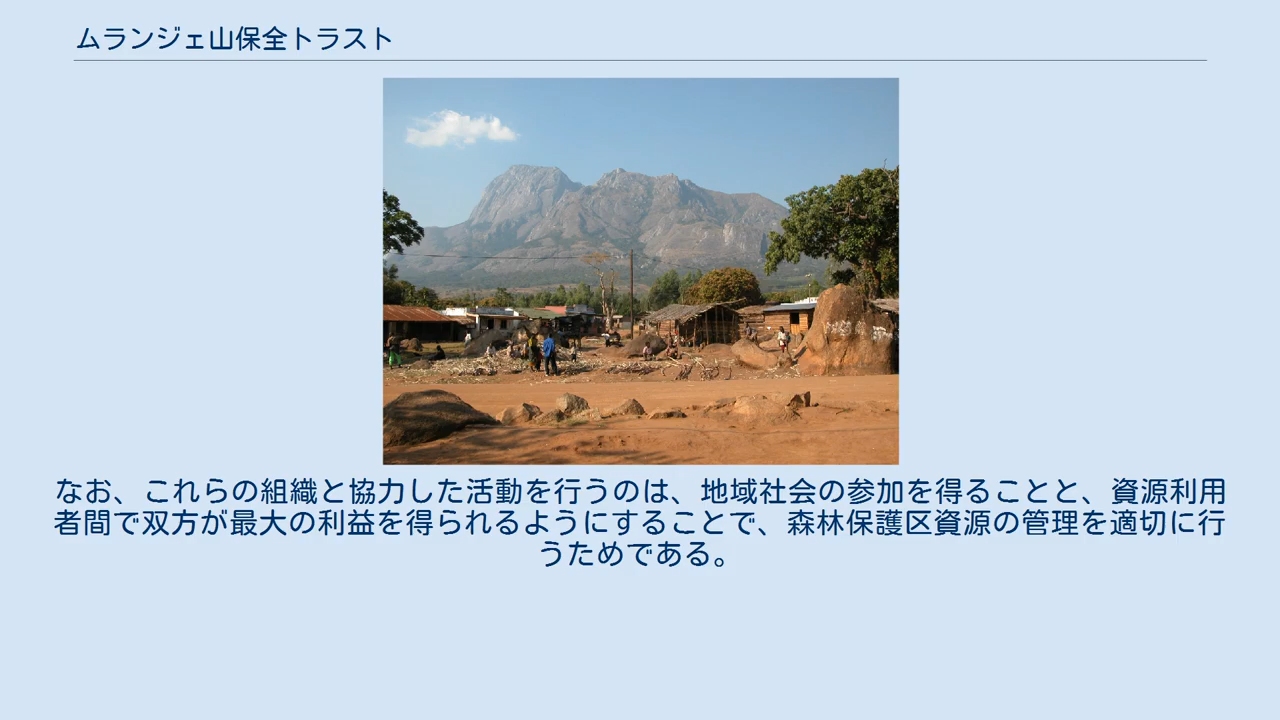 ムランジェ山保全トラスト
なお、これらの組織と協力した活動を行うのは、地域社会の参加を得ることと、資源利用
者間で双方が最大の利益を得られるようにすることで、森林保護区資源の管理を適切に行
うためである。